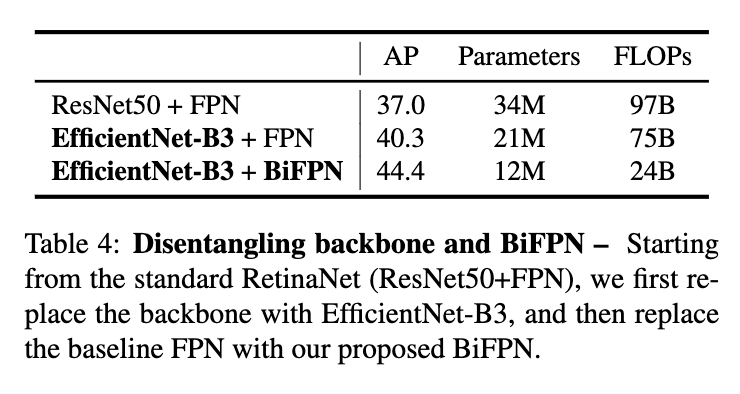 AP Parameters FLOPs
ResNet50 + FPN 37.0 34M 97B
EfficientNet-B3 + FPN 40.3 21M 75B
EfficientNet-B3 + BiFPN 44.4 12M 24B
Table 4: Disentangling backbone and BiFPN – Starting
from the standard RetinaNet (ResNet50+FPN), we first re-
place the backbone with EfficientNet-B3, and then replace
the baseline FPN with our proposed BiFPN.